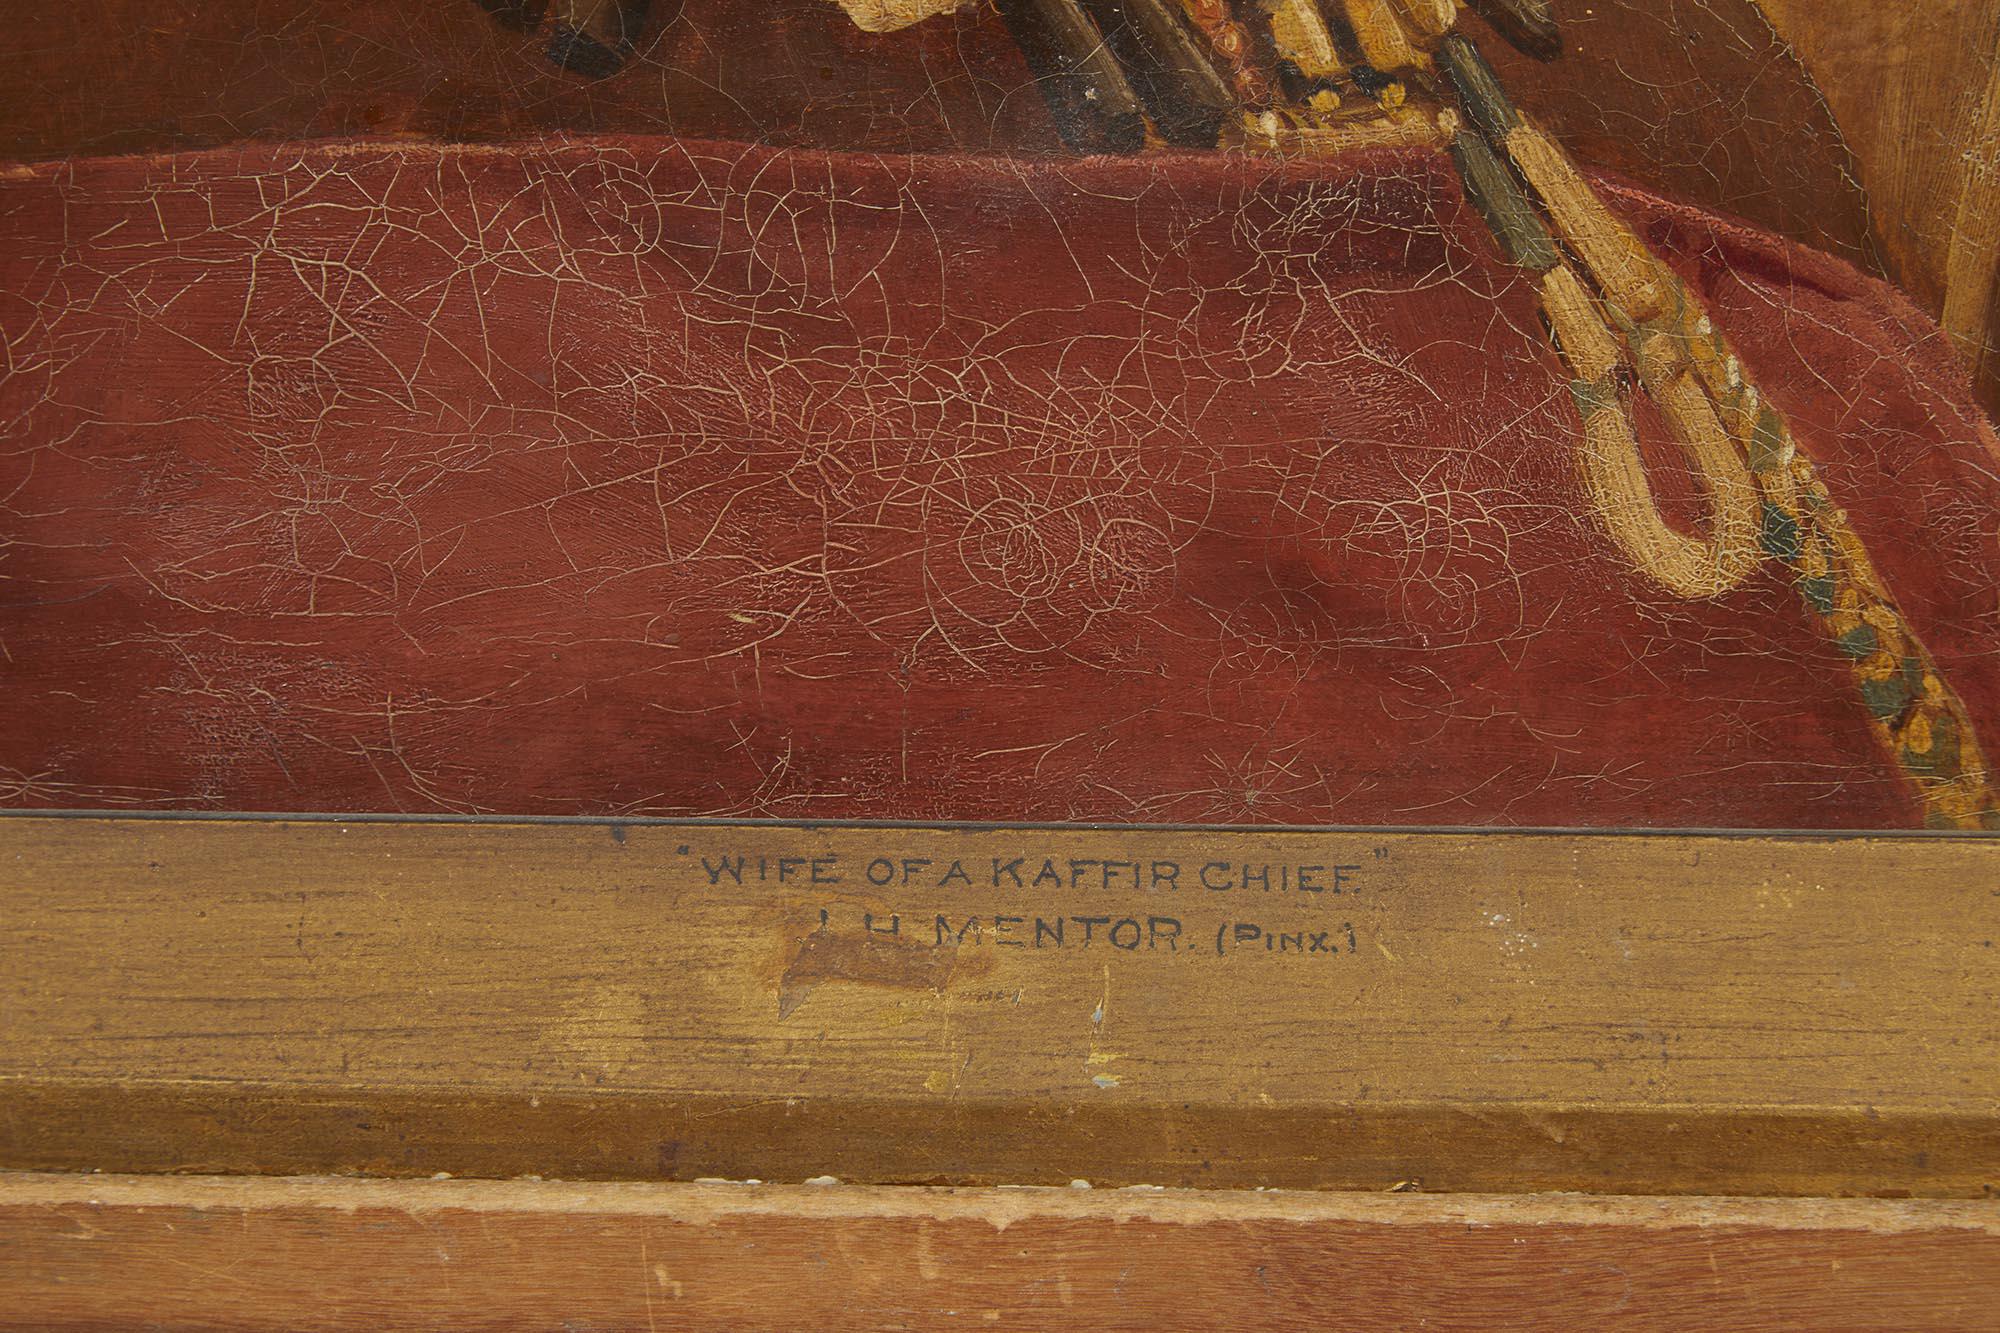 "WIFE OF A KAFFIR CHIEF."
J. H. MENTOR. (PINX.)